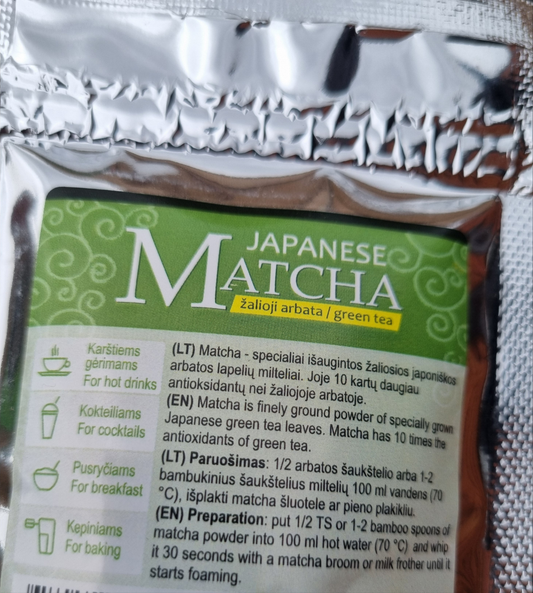 JAPANESE
MATCHA
žalioji arbata / green tea
Karštiems
gėrimams
For hot drinks
Kokteiliams
For cocktails
Pusryčiams
For breakfast
Kepiniams
For baking
(LT) Matcha - specialiai išaugintos žaliosios japoniškos
arbatos lapelių milteliai. Joje 10 kartų daugiau
antioksidantų nei žaliojoje arbatoje.
(EN) Matcha is finely ground powder of specially grown
Japanese green tea leaves. Matcha has 10 times the
antioxidants of green tea.
(LT) Paruošimas: 1/2 arbatos šaukštelio arba 1-2
bambukinius šaukštelius miltelių 100 ml vandens (70
°C), išplakti matcha šluotele ar pieno plakikliu.
(EN) Preparation: put 1/2 TS or 1-2 bamboo spoons of
matcha powder into 100 ml hot water (70 °C) and whip
it 30 seconds with a matcha broom or milk frother until it
starts foaming.